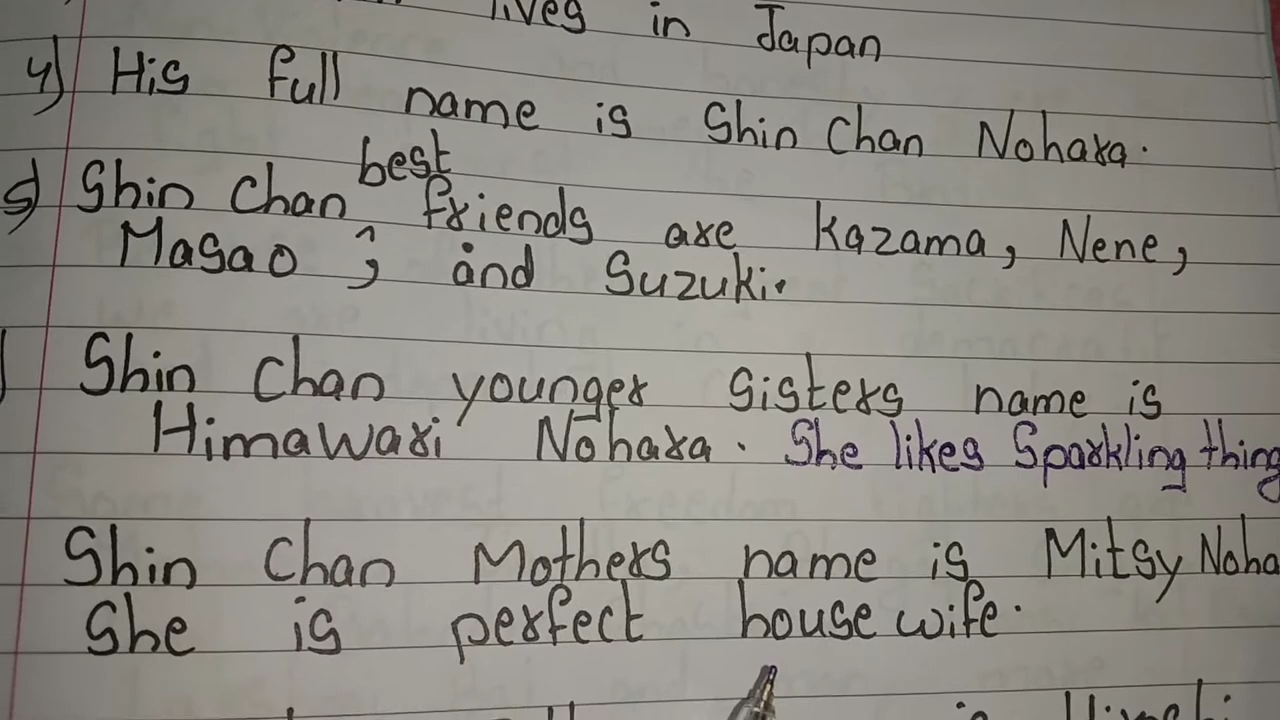 lives in Japan
4) His full name is Shin Chan Nohara.
best
5) Shin Chan ^ friends are Kazama, Nene,
Masao, and Suzuki.
Shin Chan younger sisters name is
Himawari Nohara. She likes Sparkling thing
Shin Chan Mothers name is Mitsy Noha
She is perfect house wife.
is